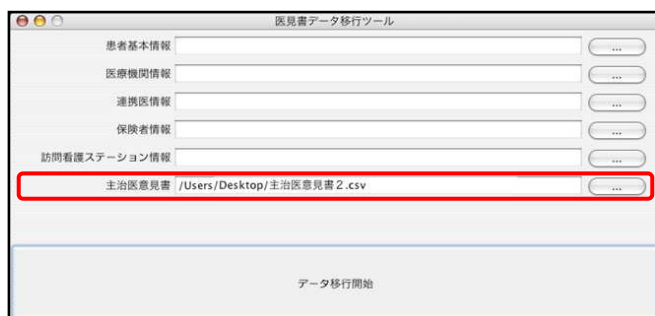 医見書データ移行ツール
患者基本情報 ...
医療機関情報 ...
連携医情報 ...
保険者情報 ...
訪問看護ステーション情報 ...
主治医意見書 /Users/Desktop/主治医意見書２.csv ...
データ移行開始